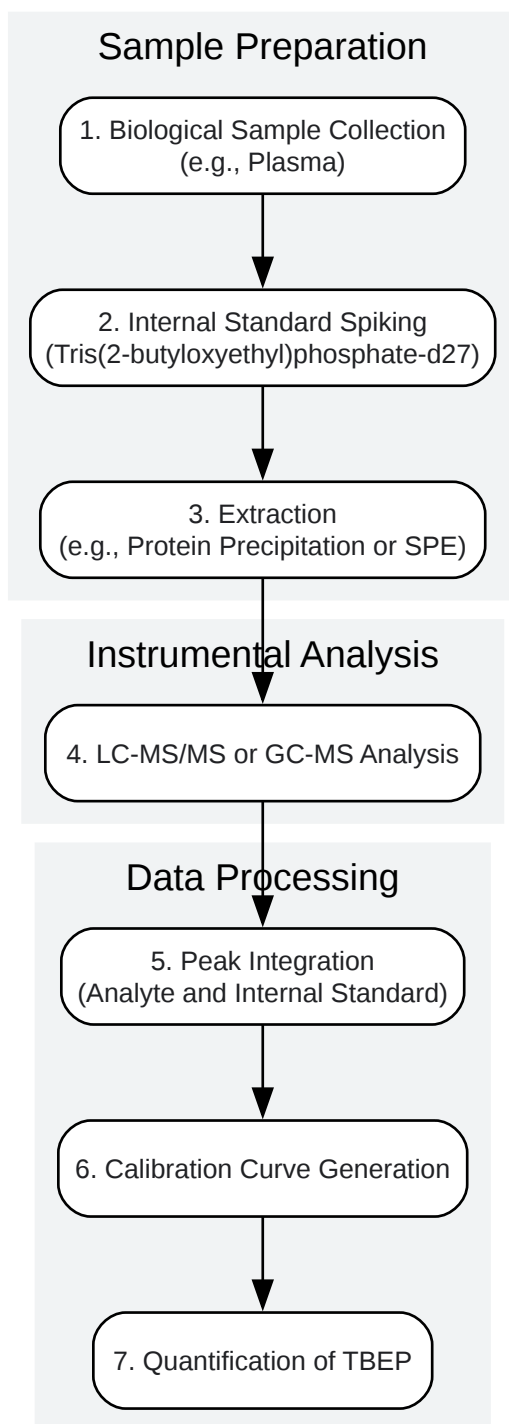 Sample Preparation
1. Biological Sample Collection
(e.g., Plasma)
2. Internal Standard Spiking
(Tris(2-butyloxyethyl)phosphate-d27)
3. Extraction
(e.g., Protein Precipitation or SPE)
Instrumental Analysis
4. LC-MS/MS or GC-MS Analysis
Data Processing
5. Peak Integration
(Analyte and Internal Standard)
6. Calibration Curve Generation
7. Quantification of TBEP